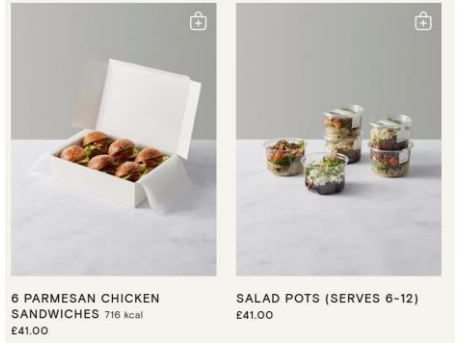 6 PARMESAN CHICKEN
SANDWICHES 716 kcal
£41.00
SALAD POTS (SERVES 6-12)
£41.00